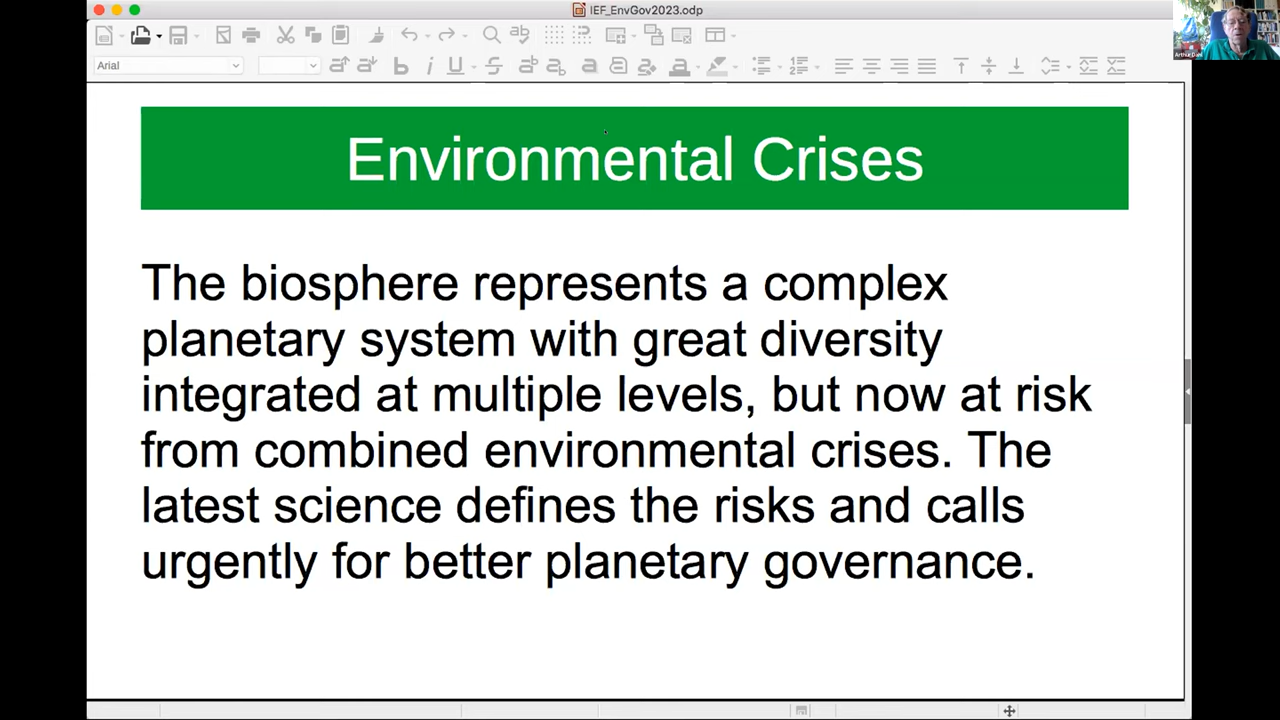 IEF_EnvGov2023.odp
Arial
Environmental Crises
The biosphere represents a complex
planetary system with great diversity
integrated at multiple levels, but now at risk
from combined environmental crises. The
latest science defines the risks and calls
urgently for better planetary governance.